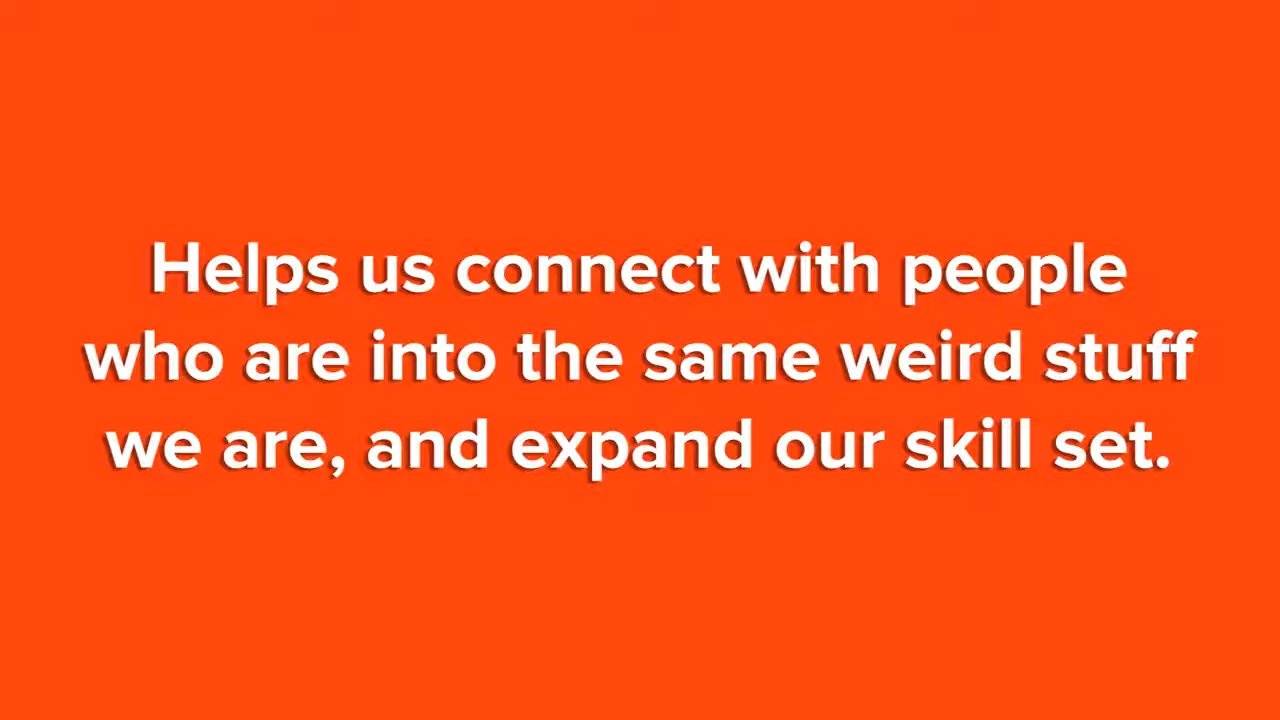 Helps us connect with people
who are into the same weird stuff
we are, and expand our skill set.